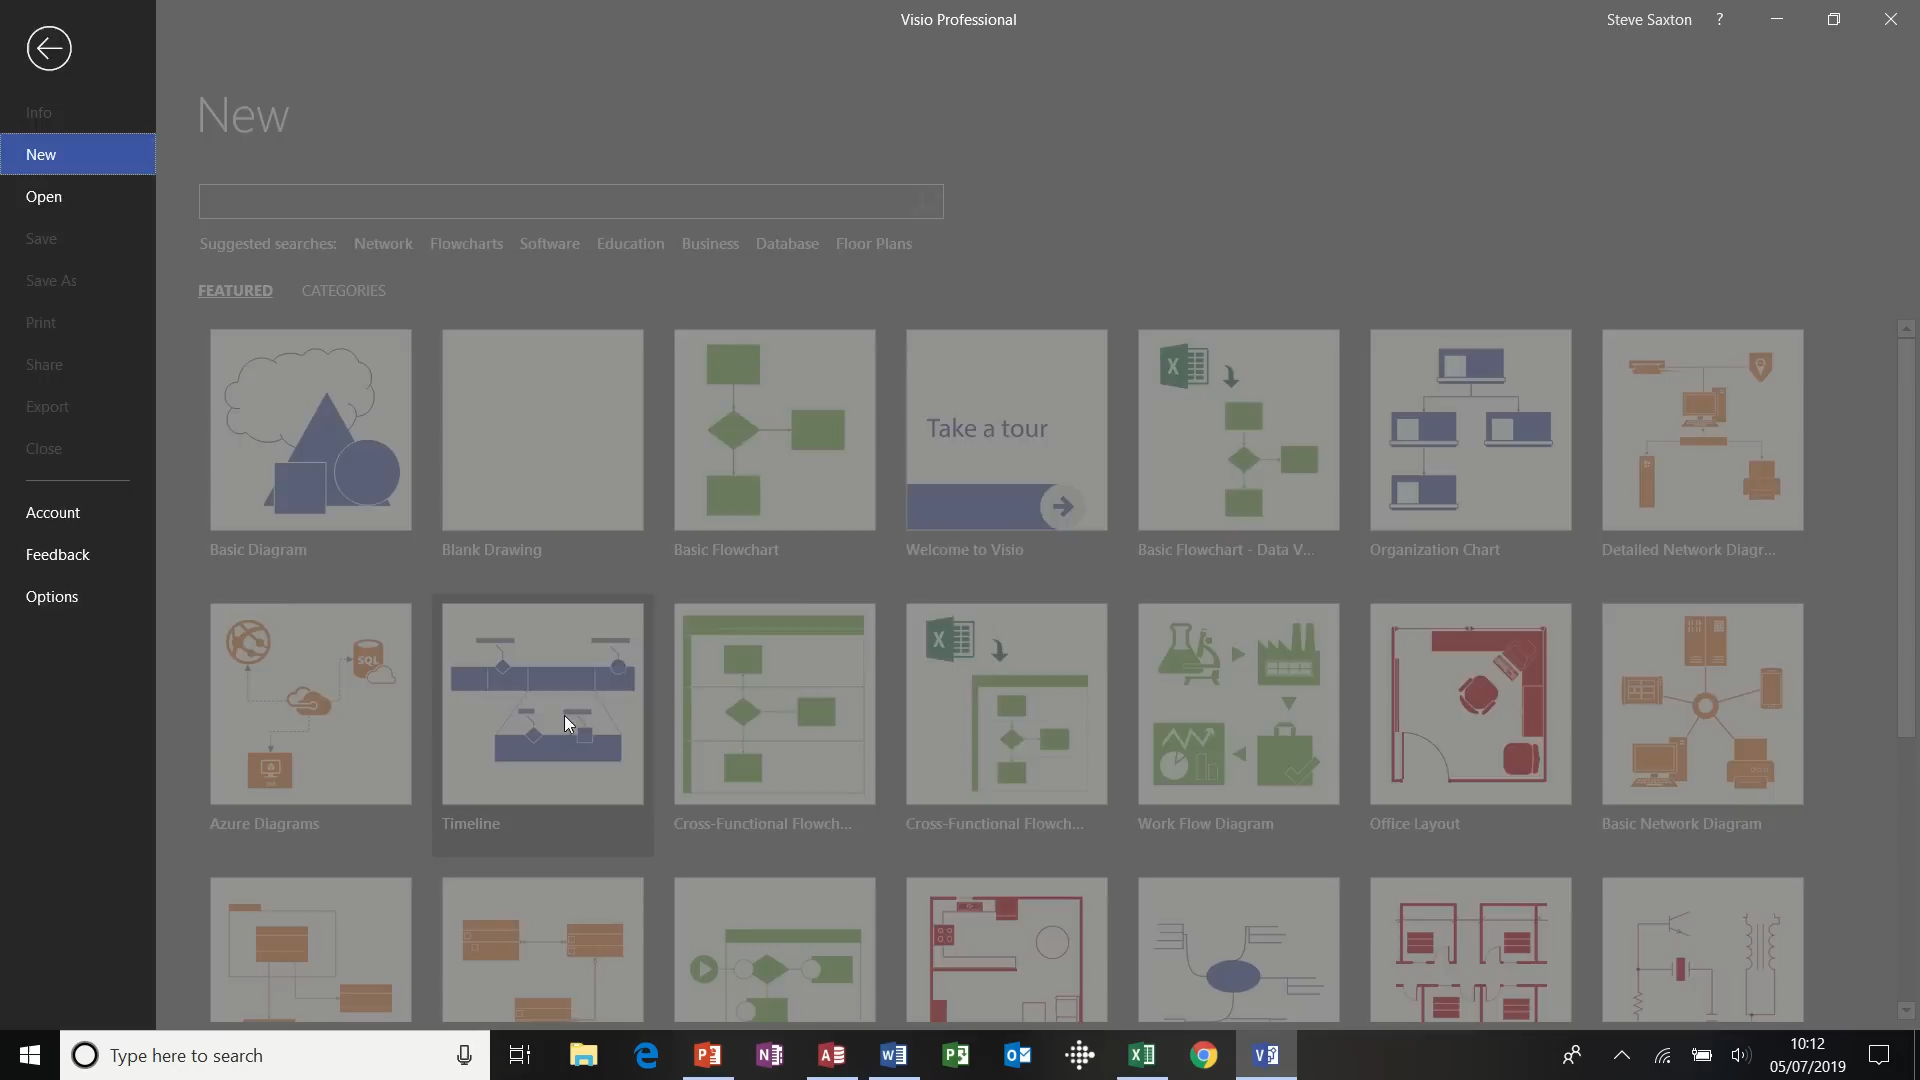 Visio Professional
Steve Saxton
?
Info
New
Open
Save
Save As
Print
Share
Export
Close
Account
Feedback
Options
New
Suggested searches: Network Flowcharts Software Education Business Database Floor Plans
FEATURED CATEGORIES
X
Take a tour
Basic Diagram
Blank Drawing
Basic Flowchart
Welcome to Visio
Basic Flowchart - Data V...
Organization Chart
Detailed Network Diagr...
SQL
X
Azure Diagrams
Timeline
Cross-Functional Flowch...
Cross-Functional Flowch...
Work Flow Diagram
Office Layout
Basic Network Diagram
Type here to search
10:12
05/07/2019